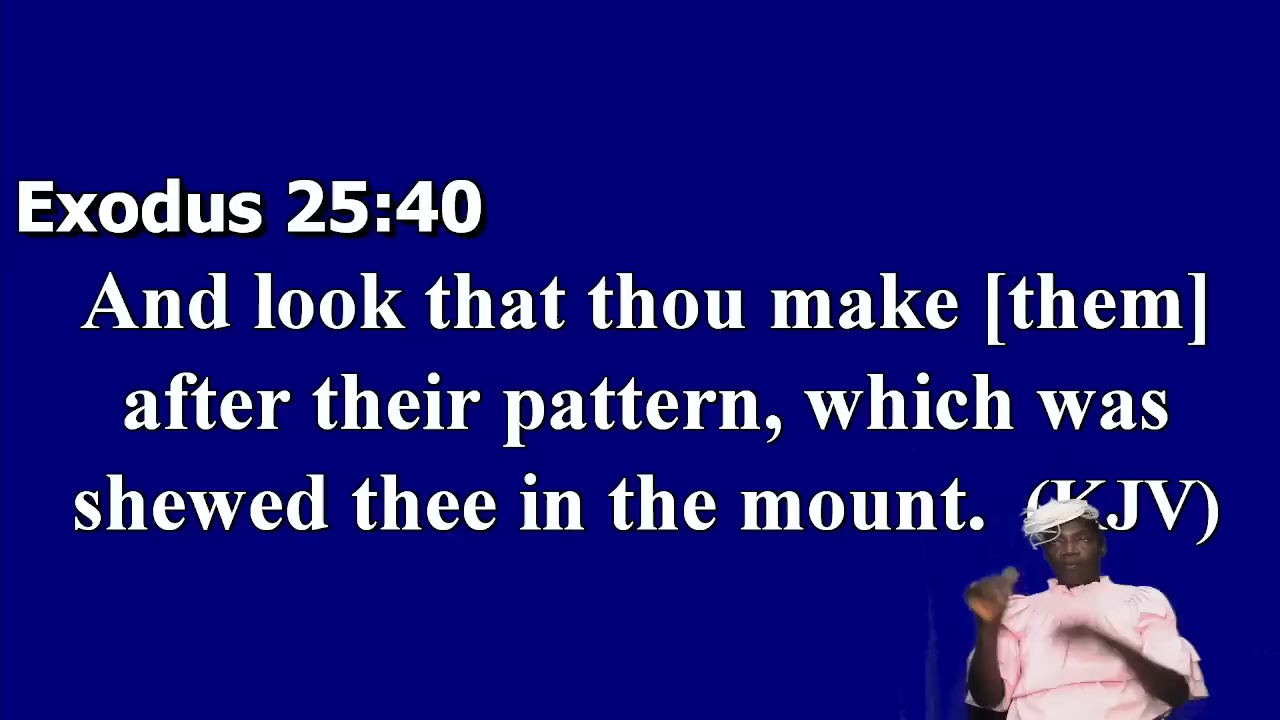 Exodus 25:40
And look that thou make [them]
after their pattern, which was
shewed thee in the mount. (KJV)